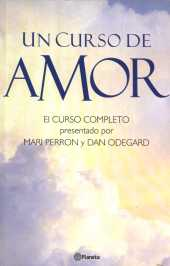 UN CURSO DE
AMOR
El CURSO COMPLETO
presentado por
MARI PERRON y DAN ODEGARD
Planeta